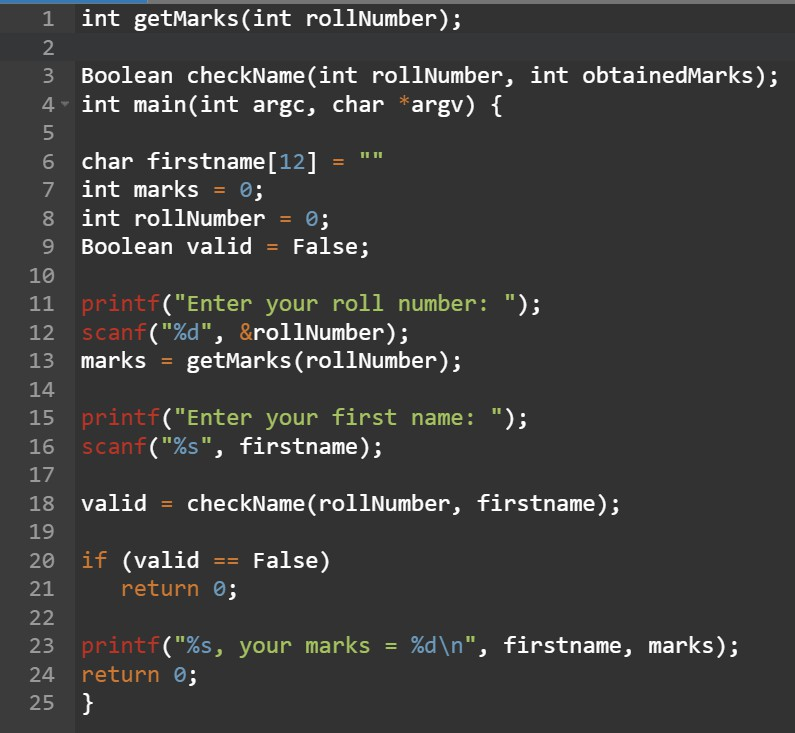 1 int getMarks(int rollNumber);
2
3 Boolean checkName(int rollNumber, int obtainedMarks);
4 int main(int argc, char *argv) {
5
6 char firstname[12] = ""
7 int marks = 0;
8 int rollNumber = 0;
9 Boolean valid = False;
10
11 printf("Enter your roll number: ");
12 scanf("%d", &rollNumber);
13 marks = getMarks(rollNumber);
14
15 printf("Enter your first name: ");
16 scanf("%s", firstname);
17
18 valid = checkName(rollNumber, firstname);
19
20 if (valid == False)
21    return 0;
22
23 printf("%s, your marks = %d\n", firstname, marks);
24 return 0;
25 }